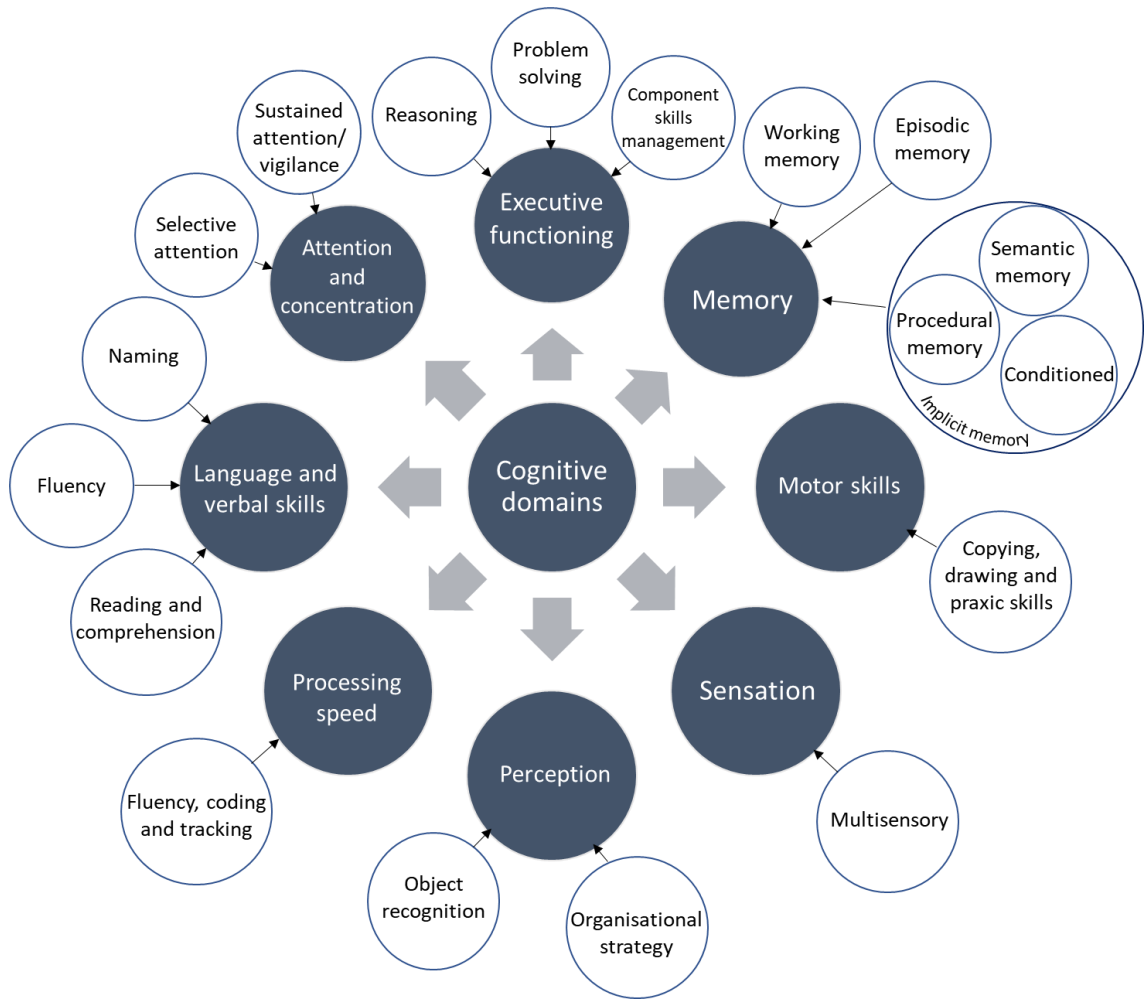 Problem
solving
Reasoning
Component
skills
management
Sustained
attention/
vigilance
Working
memory
Episodic
memory
Executive
functioning
Selective
attention
Attention
and
concentration
Memory
Semantic
memory
Procedural
memory
Conditioned
Implicit memory
Naming
Fluency
Language and
verbal skills
Reading and
comprehension
Cognitive
domains
Motor skills
Copying,
drawing and
praxic skills
Processing
speed
Fluency, coding
and tracking
Perception
Object
recognition
Organisational
strategy
Sensation
Multisensory